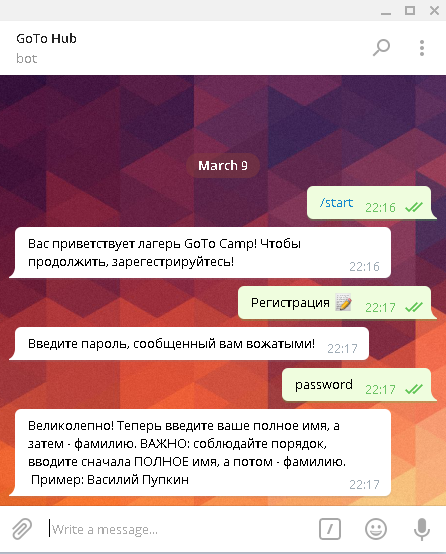 GoTo Hub
bot
March 9
/start 22:16
Вас приветствует лагерь GoTo Camp! Чтобы
продолжить, зарегестрируйтесь!
22:16
Регистрация 📝 22:17
Введите пароль, сообщенный вам вожатыми! 22:17
password 22:17
Великолепно! Теперь введите ваше полное имя, а
затем - фамилию. ВАЖНО: соблюдайте порядок,
вводите сначала ПОЛНОЕ имя, а потом - фамилию.
Пример: Василий Пупкин
22:17
Write a message...